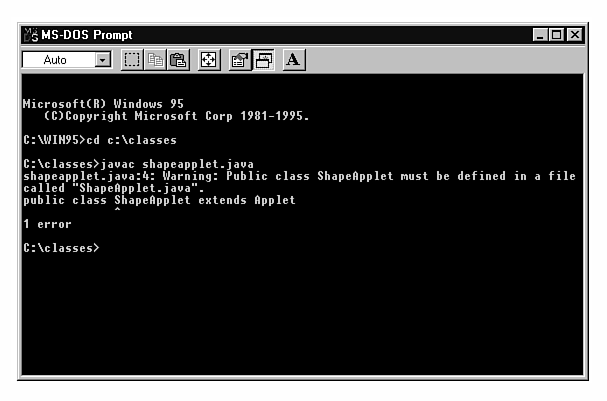 MS-DOS Prompt
Auto
A
Microsoft(R) Windows 95
(C)Copyright Microsoft Corp 1981-1995.
C:\WIN95>cd c:\classes
C:\classes>javac shapeapplet.java
shapeapplet.java:4: Warning: Public class ShapeApplet must be defined in a file
called "ShapeApplet.java".
public class ShapeApplet extends Applet
^
1 error
C:\classes>